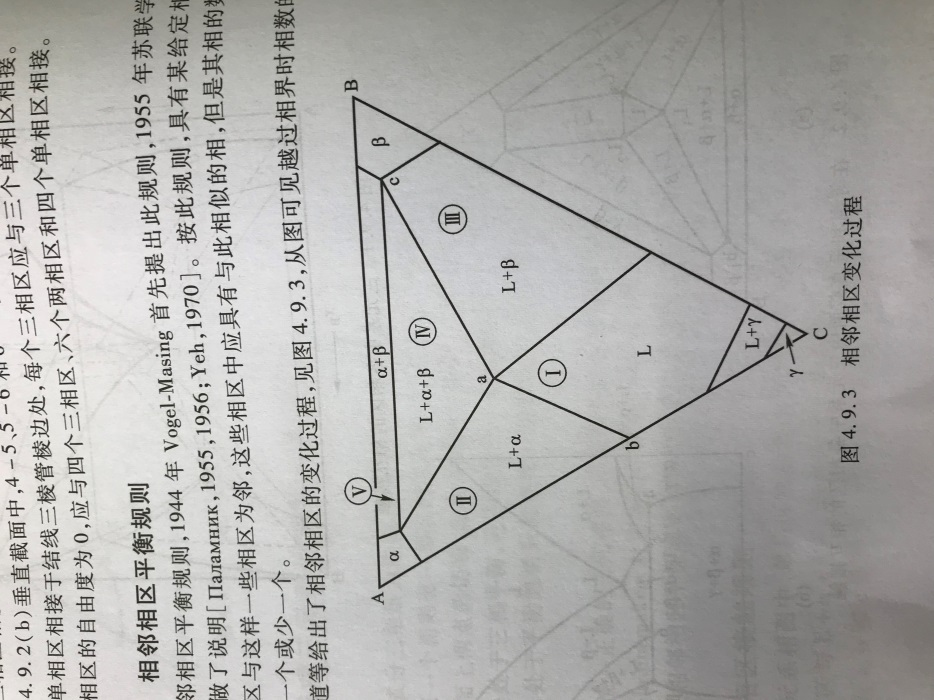 4.9.2(b)垂直截面中,4-5、5-6和6
单相区相接于结线三棱管棱边处,每个三相区应与三个单相区相接。
相区的自由度为0,应与四个三相区、六个两相区和四个单相区相接。
相邻相区平衡规则
邻相区平衡规则,1944年Vogel-Masing首先提出此规则,1955年苏联学
做了说明[Паламник,1955,1956;Yeh,1970]。按此规则,具有某给定相
区与这样一些相区为邻,这些相区中应具有与此相似的相,但是其相的数
一个或少一个。
道等给出了相邻相区的变化过程,见图4.9.3,从图可见越过相界时相数的
A
B
α
Ⅴ
α+β
β
c
L+α+β
Ⅳ
Ⅲ
Ⅱ
a
L+α
Ⅰ
L+β
b
L
L+γ
γ
C
图4.9.3 相邻相区变化过程